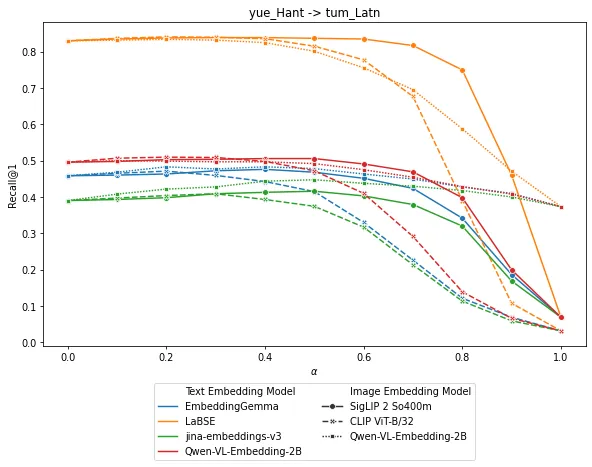 yue_Hant -> tum_Latn
Recall@1
0.8
0.7
0.6
0.5
0.4
0.3
0.2
0.1
0.0
0.0 0.2 0.4 0.6 0.8 1.0
α
Text Embedding Model
EmbeddingGemma
LaBSE
jina-embeddings-v3
Qwen-VL-Embedding-2B
Image Embedding Model
SigLIP 2 So400m
CLIP ViT-B/32
Qwen-VL-Embedding-2B